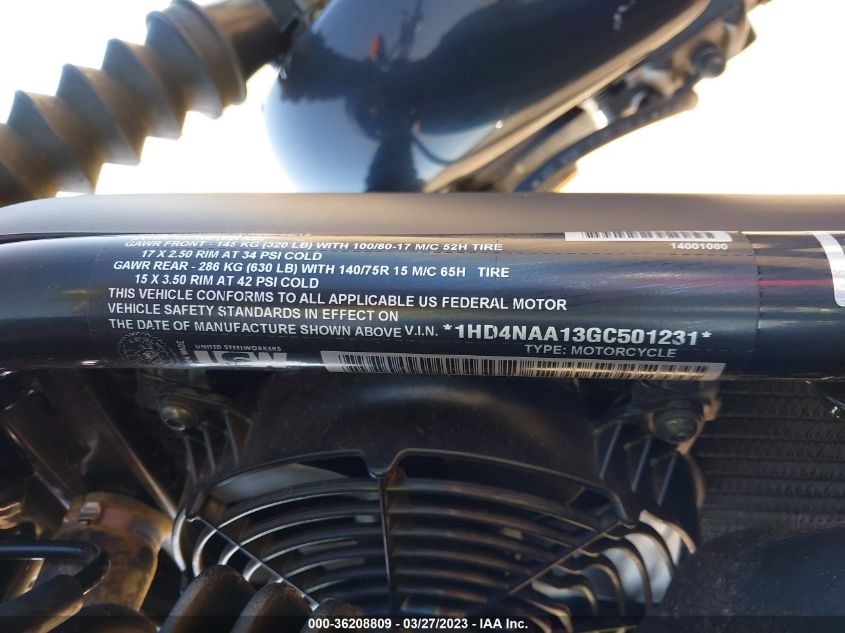 GAWR FRONT - 145 KG (320 LB) WITH 100/80-17 M/C 52H TIRE
17 X 2.50 RIM AT 34 PSI COLD
GAWR REAR - 286 KG (630 LB) WITH 140/75R 15 M/C 65H TIRE
15 X 3.50 RIM AT 42 PSI COLD
THIS VEHICLE CONFORMS TO ALL APPLICABLE US FEDERAL MOTOR
VEHICLE SAFETY STANDARDS IN EFFECT ON
THE DATE OF MANUFACTURE SHOWN ABOVE V.I.N. *1HD4NAA13GC501231*
TYPE: MOTORCYCLE
14001080
UNITED STEELWORKERS
USW
000-36208809 - 03/27/2023 - IAA Inc.